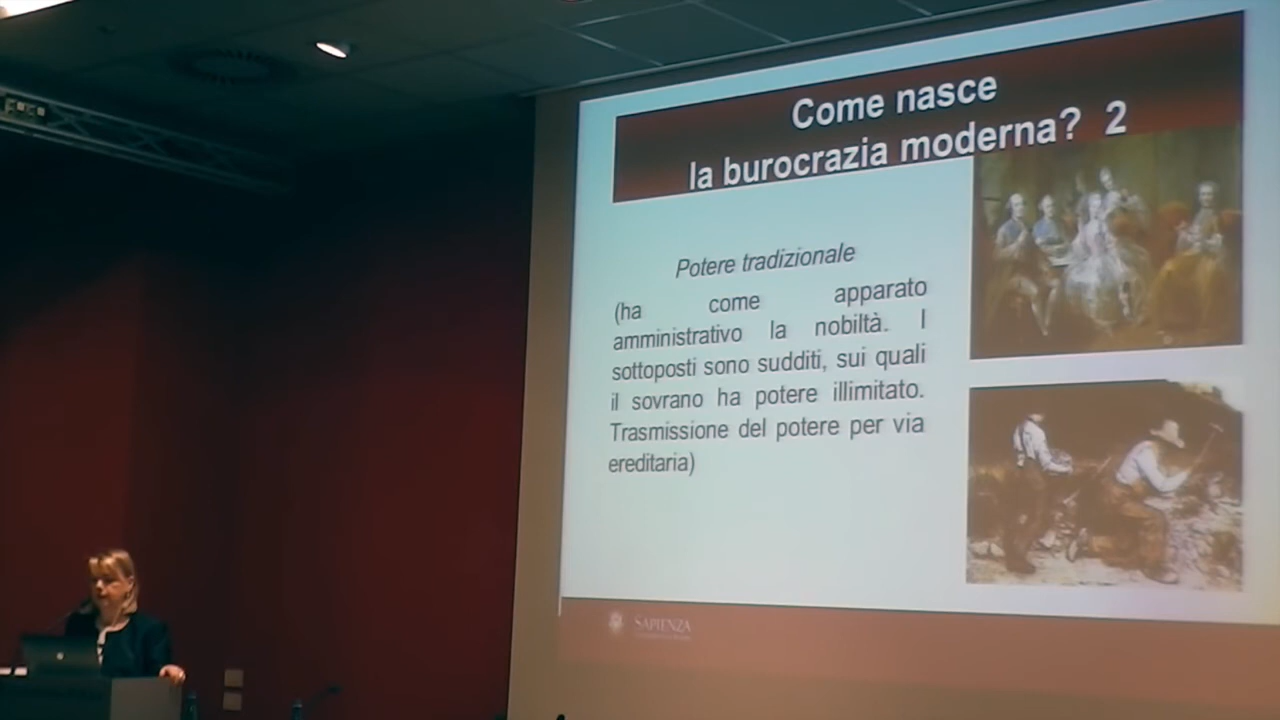 Come nasce
la burocrazia moderna? 2
Potere tradizionale
(ha come apparato
amministrativo la nobiltà. I
sottoposti sono sudditi, sui quali
il sovrano ha potere illimitato.
Trasmissione del potere per via
ereditaria)
SAPIENZA